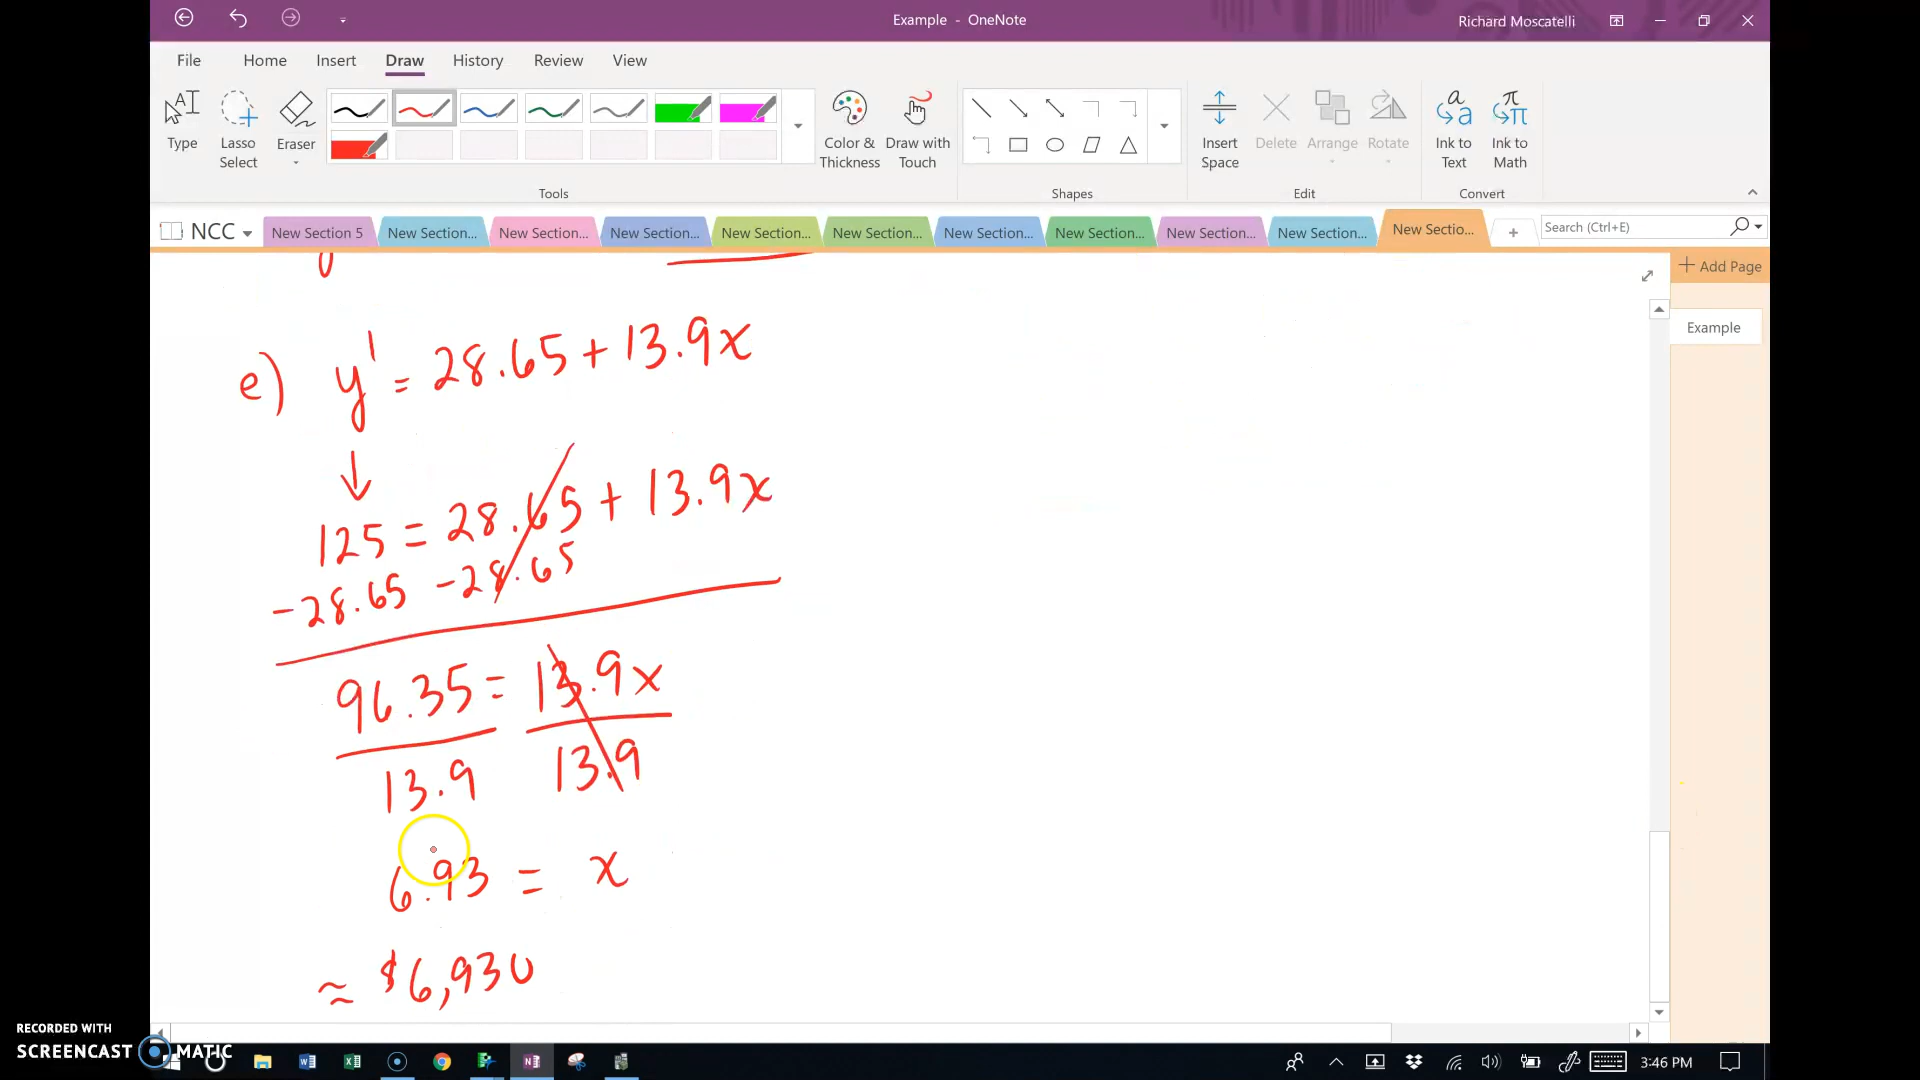 Example - OneNote
Richard Moscatelli
File Home Insert Draw History Review View
Type
Lasso Select
Eraser
Color & Thickness
Draw with Touch
Insert Space
Delete
Arrange
Rotate
Ink to Text
Ink to Math
Tools
Shapes
Edit
Convert
NCC
New Section 5
New Section...
New Section...
New Section...
New Section...
New Section...
New Section...
New Section...
New Section...
New Section...
New Sectio...
Search (Ctrl+E)
+ Add Page
Example
y
e) y' = 28.65 + 13.9x
↓
125 = 28.65 + 13.9x
-28.65 -28.65
96.35 = 13.9x
13.9 13.9
6.93 = x
≈ $6,930
RECORDED WITH
SCREENCAST MATIC
3:46 PM